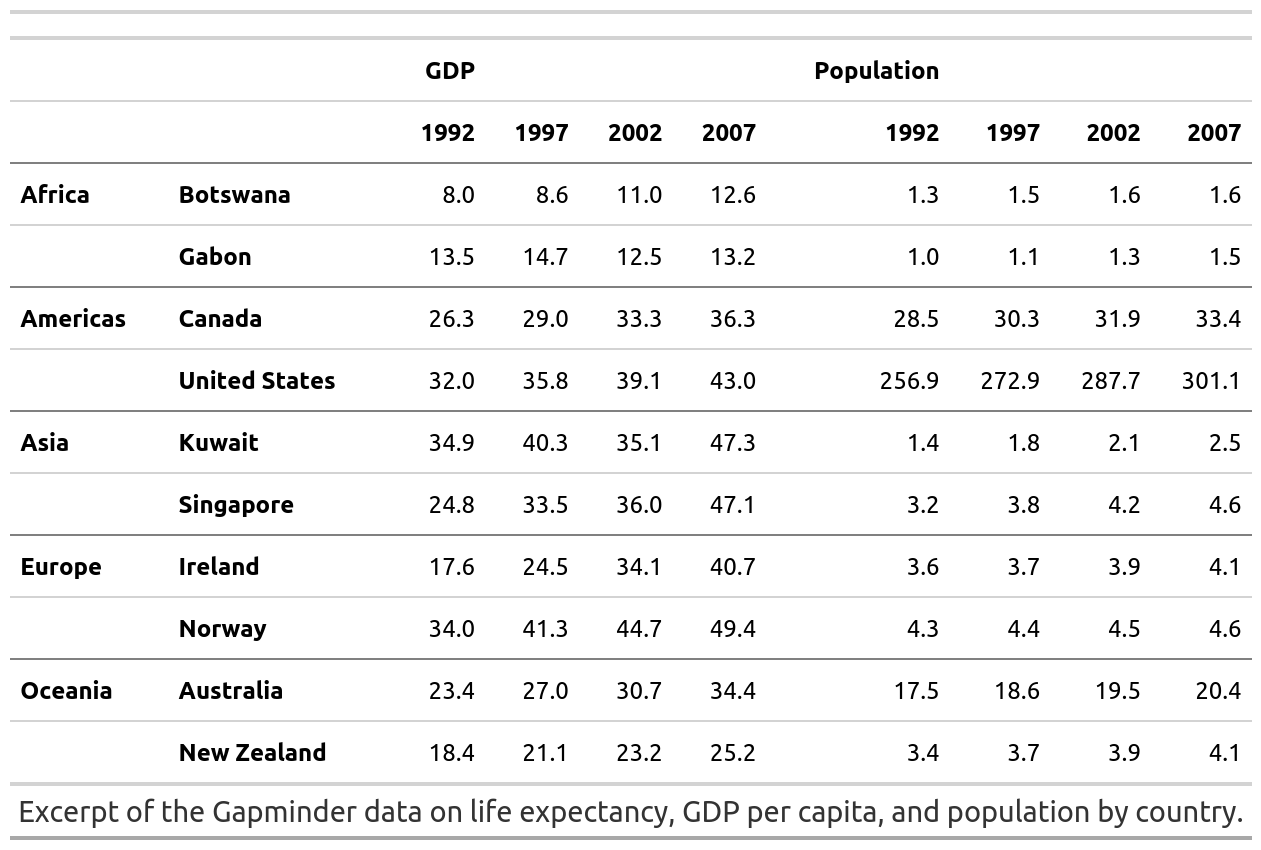 GDP Population
1992 1997 2002 2007 1992 1997 2002 2007
Africa Botswana 8.0 8.6 11.0 12.6 1.3 1.5 1.6 1.6
Gabon 13.5 14.7 12.5 13.2 1.0 1.1 1.3 1.5
Americas Canada 26.3 29.0 33.3 36.3 28.5 30.3 31.9 33.4
United States 32.0 35.8 39.1 43.0 256.9 272.9 287.7 301.1
Asia Kuwait 34.9 40.3 35.1 47.3 1.4 1.8 2.1 2.5
Singapore 24.8 33.5 36.0 47.1 3.2 3.8 4.2 4.6
Europe Ireland 17.6 24.5 34.1 40.7 3.6 3.7 3.9 4.1
Norway 34.0 41.3 44.7 49.4 4.3 4.4 4.5 4.6
Oceania Australia 23.4 27.0 30.7 34.4 17.5 18.6 19.5 20.4
New Zealand 18.4 21.1 23.2 25.2 3.4 3.7 3.9 4.1
Excerpt of the Gapminder data on life expectancy, GDP per capita, and population by country.